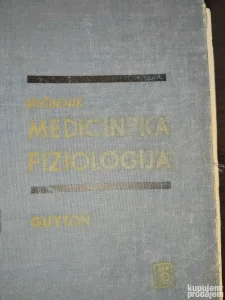 MEDICINSKA
FIZIOLOGIJA
GUYTON
kupujem
prodajem